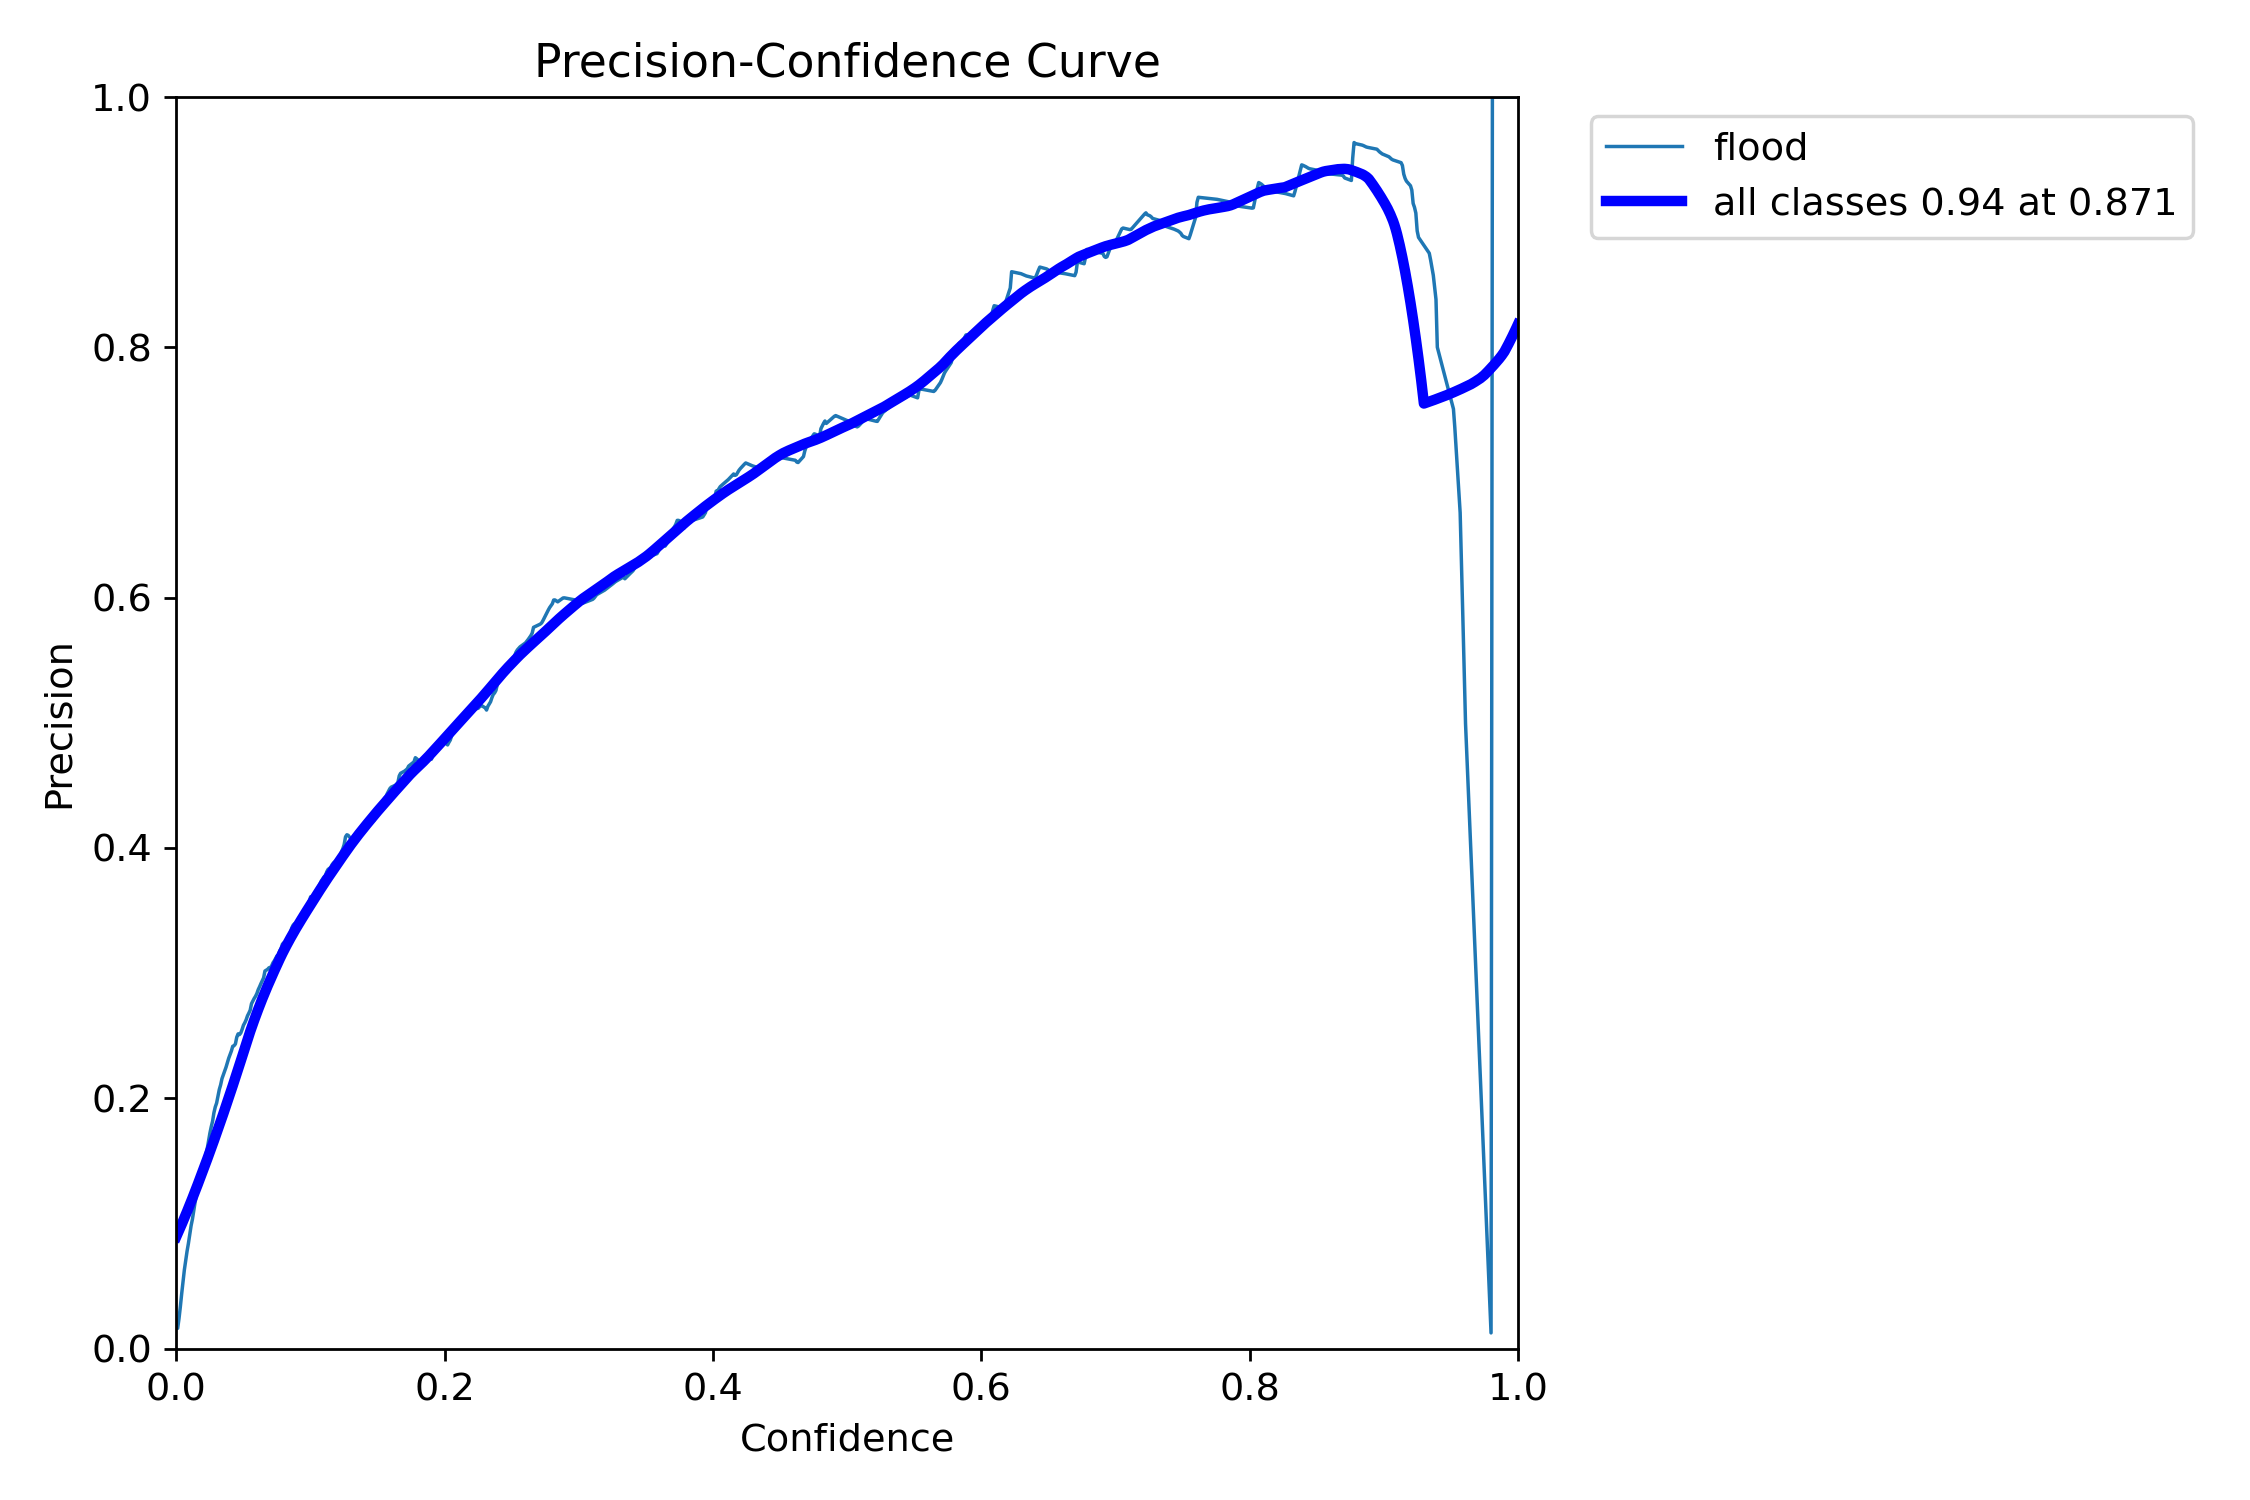 Precision-Confidence Curve
flood
all classes 0.94 at 0.871
Precision
1.0
0.8
0.6
0.4
0.2
0.0
0.0 0.2 0.4 0.6 0.8 1.0
Confidence